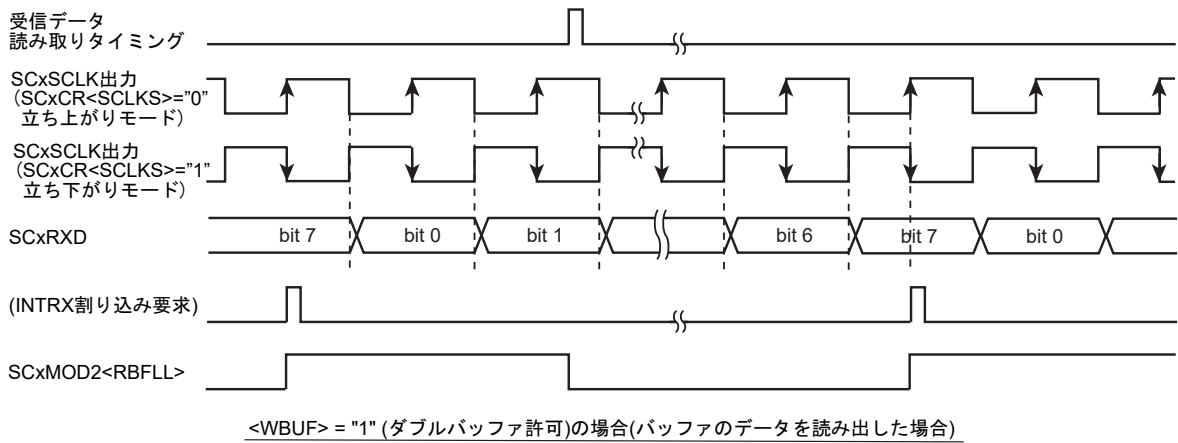 受信データ
読み取りタイミング
SCxSCLK出力
(SCxCR<SCLKS>="0"
立ち上がりモード)
SCxSCLK出力
(SCxCR<SCLKS>="1"
立ち下がりモード)
SCxRXD
bit 7 bit 0 bit 1 bit 6 bit 7 bit 0
(INTRX割り込み要求)
SCxMOD2<RBFLL>
<WBUF> = "1" (ダブルバッファ許可)の場合(バッファのデータを読み出した場合)